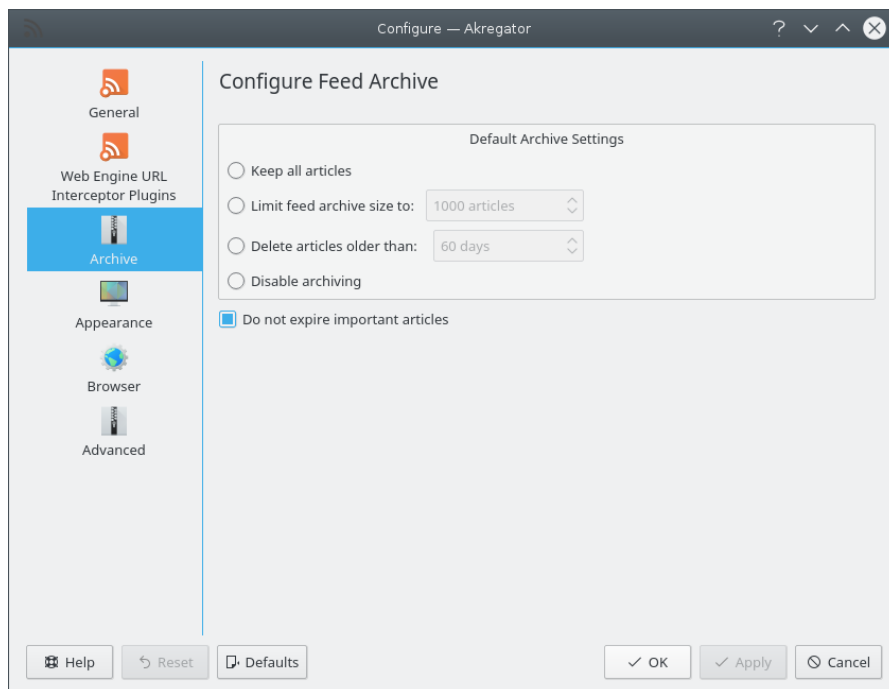 Configure — Akregator
General
Web Engine URL
Interceptor Plugins
Archive
Appearance
Browser
Advanced
Configure Feed Archive
Default Archive Settings
Keep all articles
Limit feed archive size to: 1000 articles
Delete articles older than: 60 days
Disable archiving
Do not expire important articles
Help Reset Defaults OK Apply Cancel